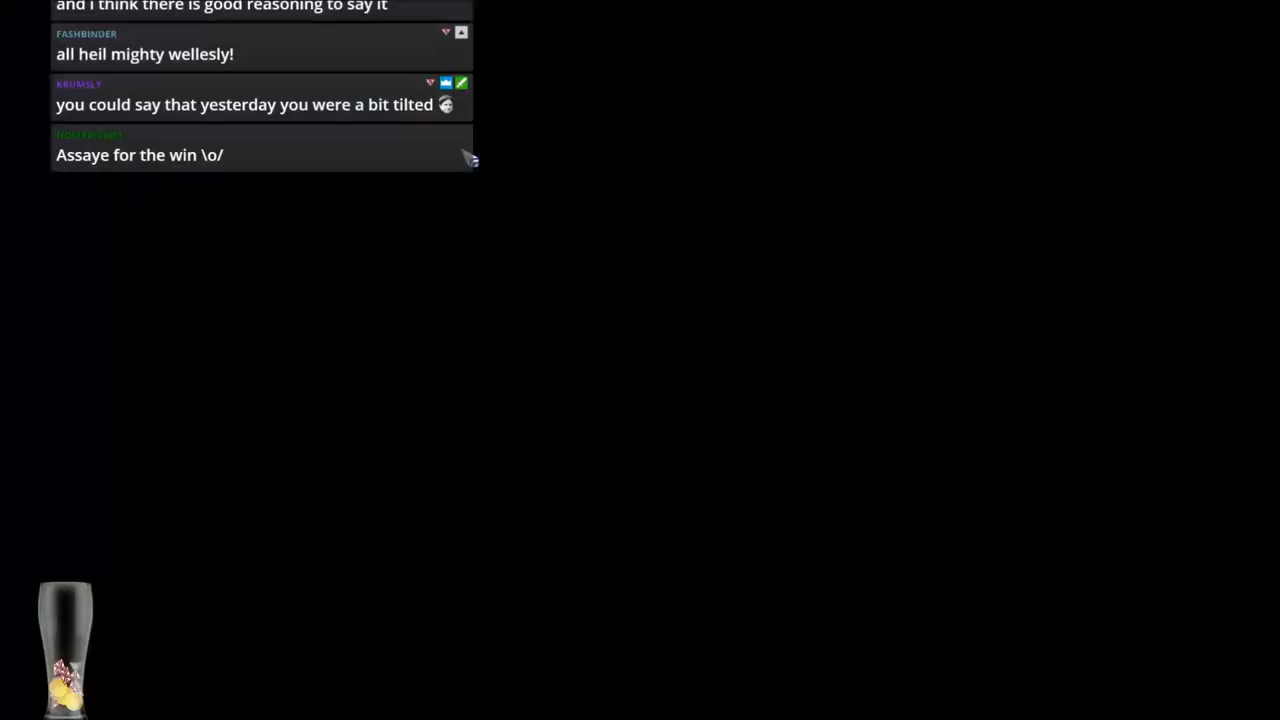 and i think there is good reasoning to say it
FASHBINDER
all heil mighty wellesly!
KRUMSLY
you could say that yesterday you were a bit tilted
Assaye for the win \o/